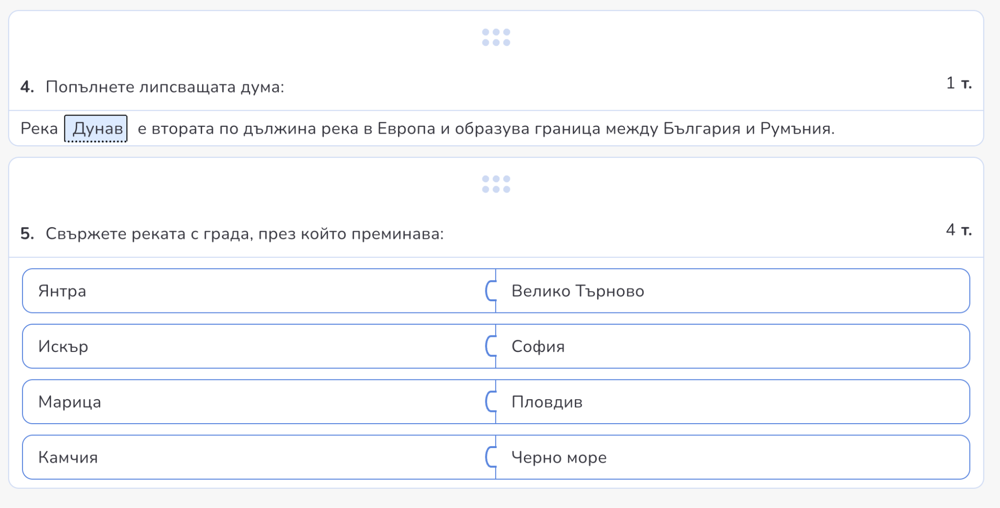 4. Попълнете липсващата дума:
1 т.
Река Дунав е втората по дължина река в Европа и образува граница между България и Румъния.
5. Свържете реката с града, през който преминава:
4 т.
Янтра
Велико Търново
Искър
София
Марица
Пловдив
Камчия
Черно море